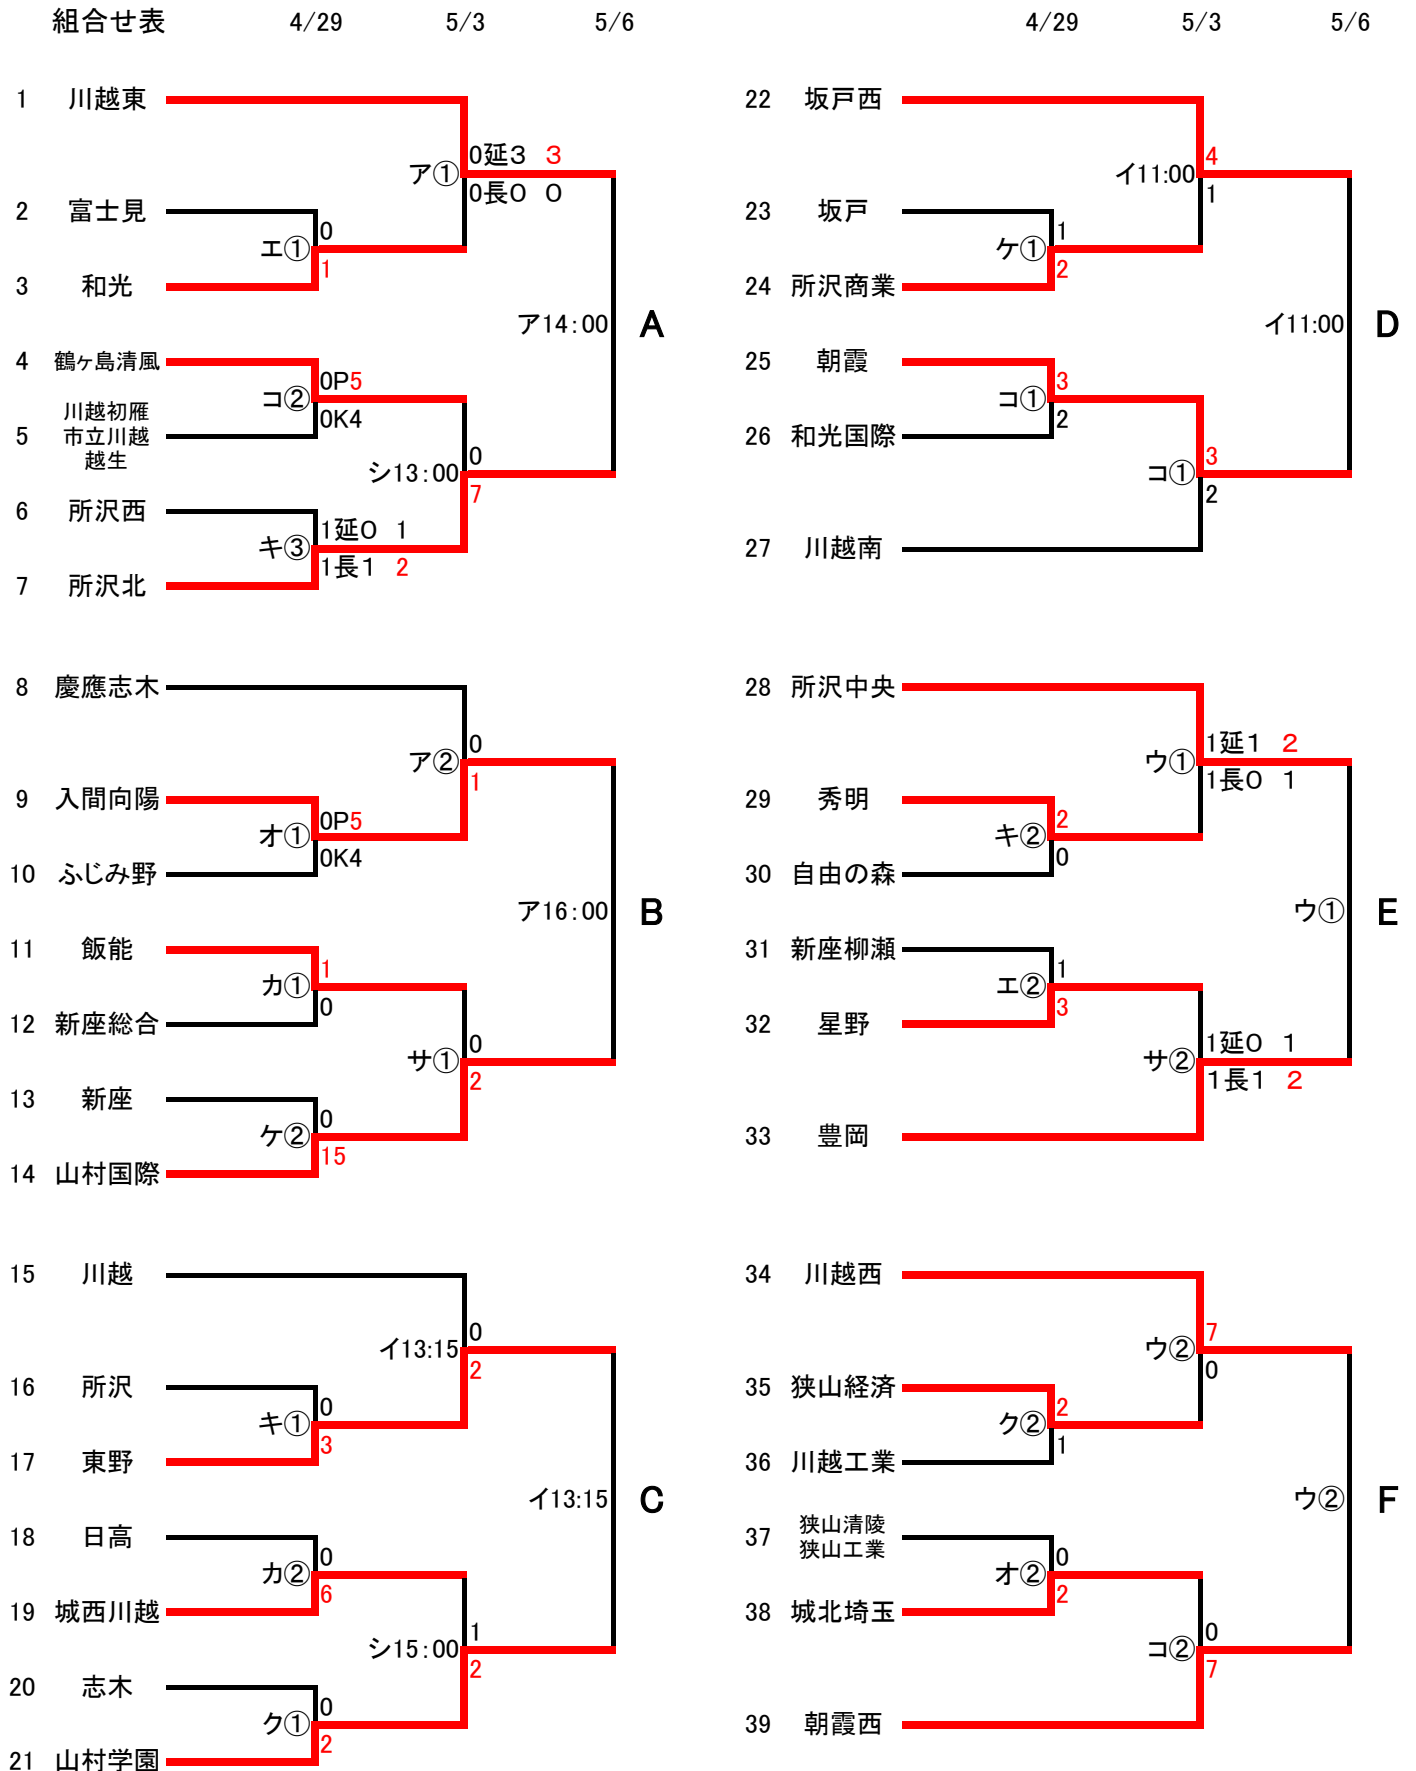 組合せ表 4/29 5/3 5/6
1 川越東
ア① 0延3 3
0長0 0
2 富士見
エ① 0
1
3 和光
ア14:00 A
4 鶴ヶ島清風
コ② 0P5
0K4
5 川越初雁
市立川越
越生
シ13:00 0
7
6 所沢西
キ③ 1延0 1
1長1 2
7 所沢北
8 慶應志木
ア② 0
1
9 入間向陽
オ① 0P5
0K4
10 ふじみ野
ア16:00 B
11 飯能
カ① 1
0
12 新座総合
サ① 0
2
13 新座
ケ② 0
15
14 山村国際
15 川越
イ13:15 0
2
16 所沢
キ① 0
3
17 東野
イ13:15 C
18 日高
カ② 0
6
19 城西川越
シ15:00 1
2
20 志木
ク① 0
2
21 山村学園
4/29 5/3 5/6
22 坂戸西
イ11:00 4
1
23 坂戸
ケ① 1
2
24 所沢商業
イ11:00 D
25 朝霞
コ① 3
2
26 和光国際
コ① 3
2
27 川越南
28 所沢中央
ウ① 1延1 2
1長0 1
29 秀明
キ② 2
0
30 自由の森
ウ① E
31 新座柳瀬
エ② 1
3
32 星野
サ② 1延0 1
1長1 2
33 豊岡
34 川越西
ウ② 7
0
35 狭山経済
ク② 2
1
36 川越工業
ウ② F
37 狭山清陵
狭山工業
オ② 0
2
38 城北埼玉
コ② 0
7
39 朝霞西